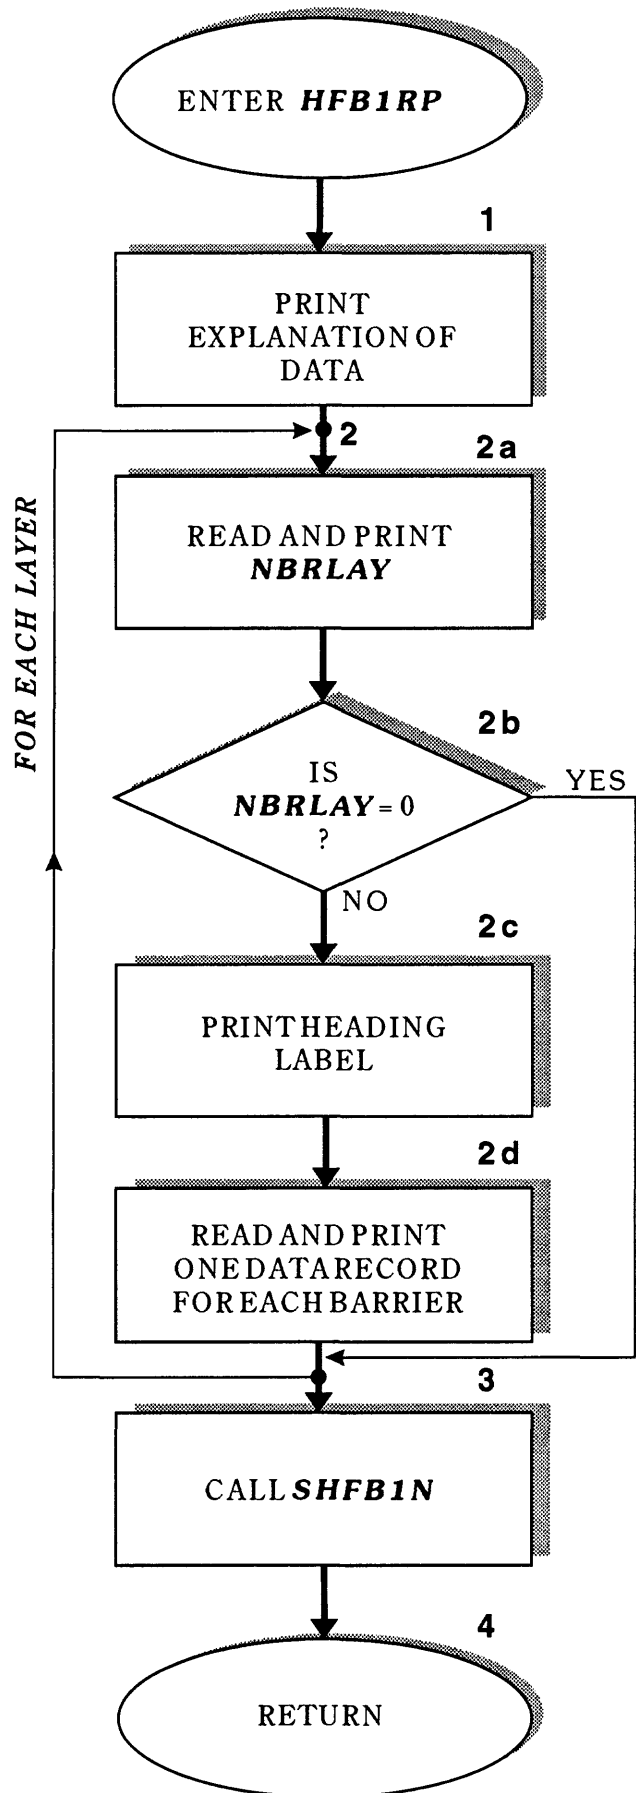 ENTER HFB1RP
1
PRINT
EXPLANATION OF
DATA
2
2a
READ AND PRINT
NBRLAY
FOR EACH LAYER
2b
IS
NBRLAY = 0
?
YES
NO
2c
PRINT HEADING
LABEL
2d
READ AND PRINT
ONE DATA RECORD
FOR EACH BARRIER
3
CALL SHFB1N
4
RETURN